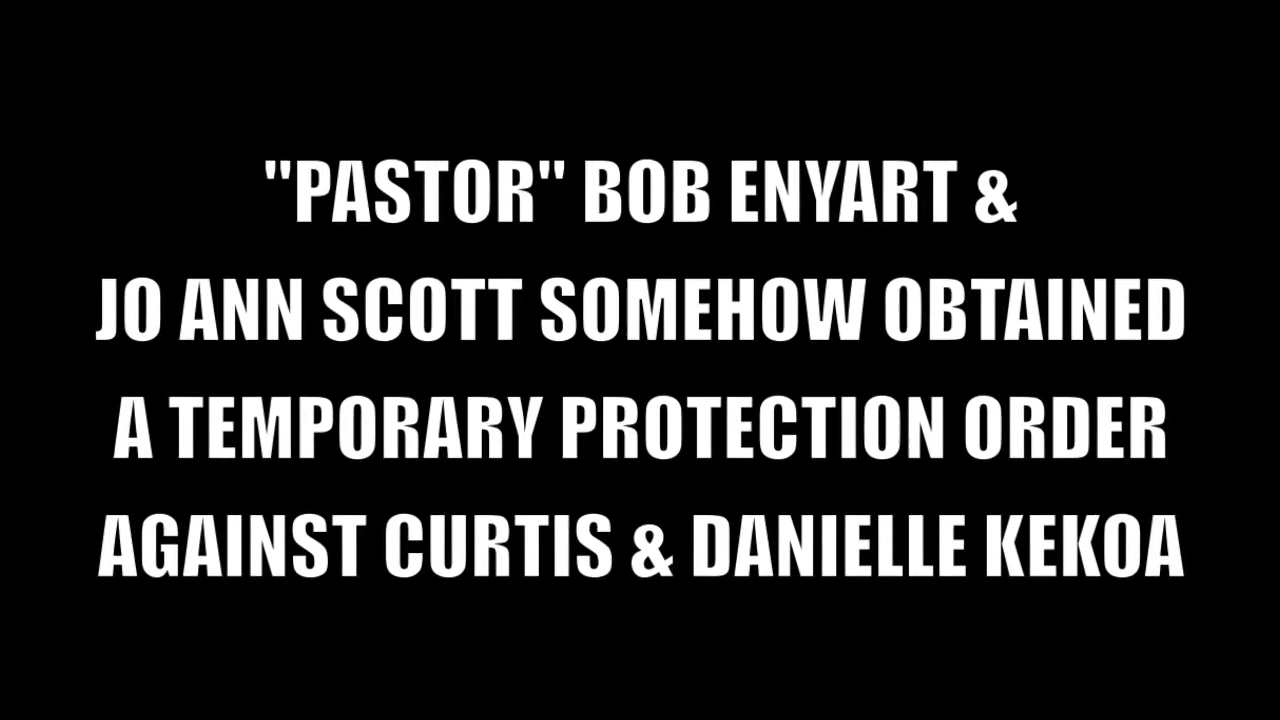 "PASTOR" BOB ENYART &
JO ANN SCOTT SOMEHOW OBTAINED
A TEMPORARY PROTECTION ORDER
AGAINST CURTIS & DANIELLE KEKOA